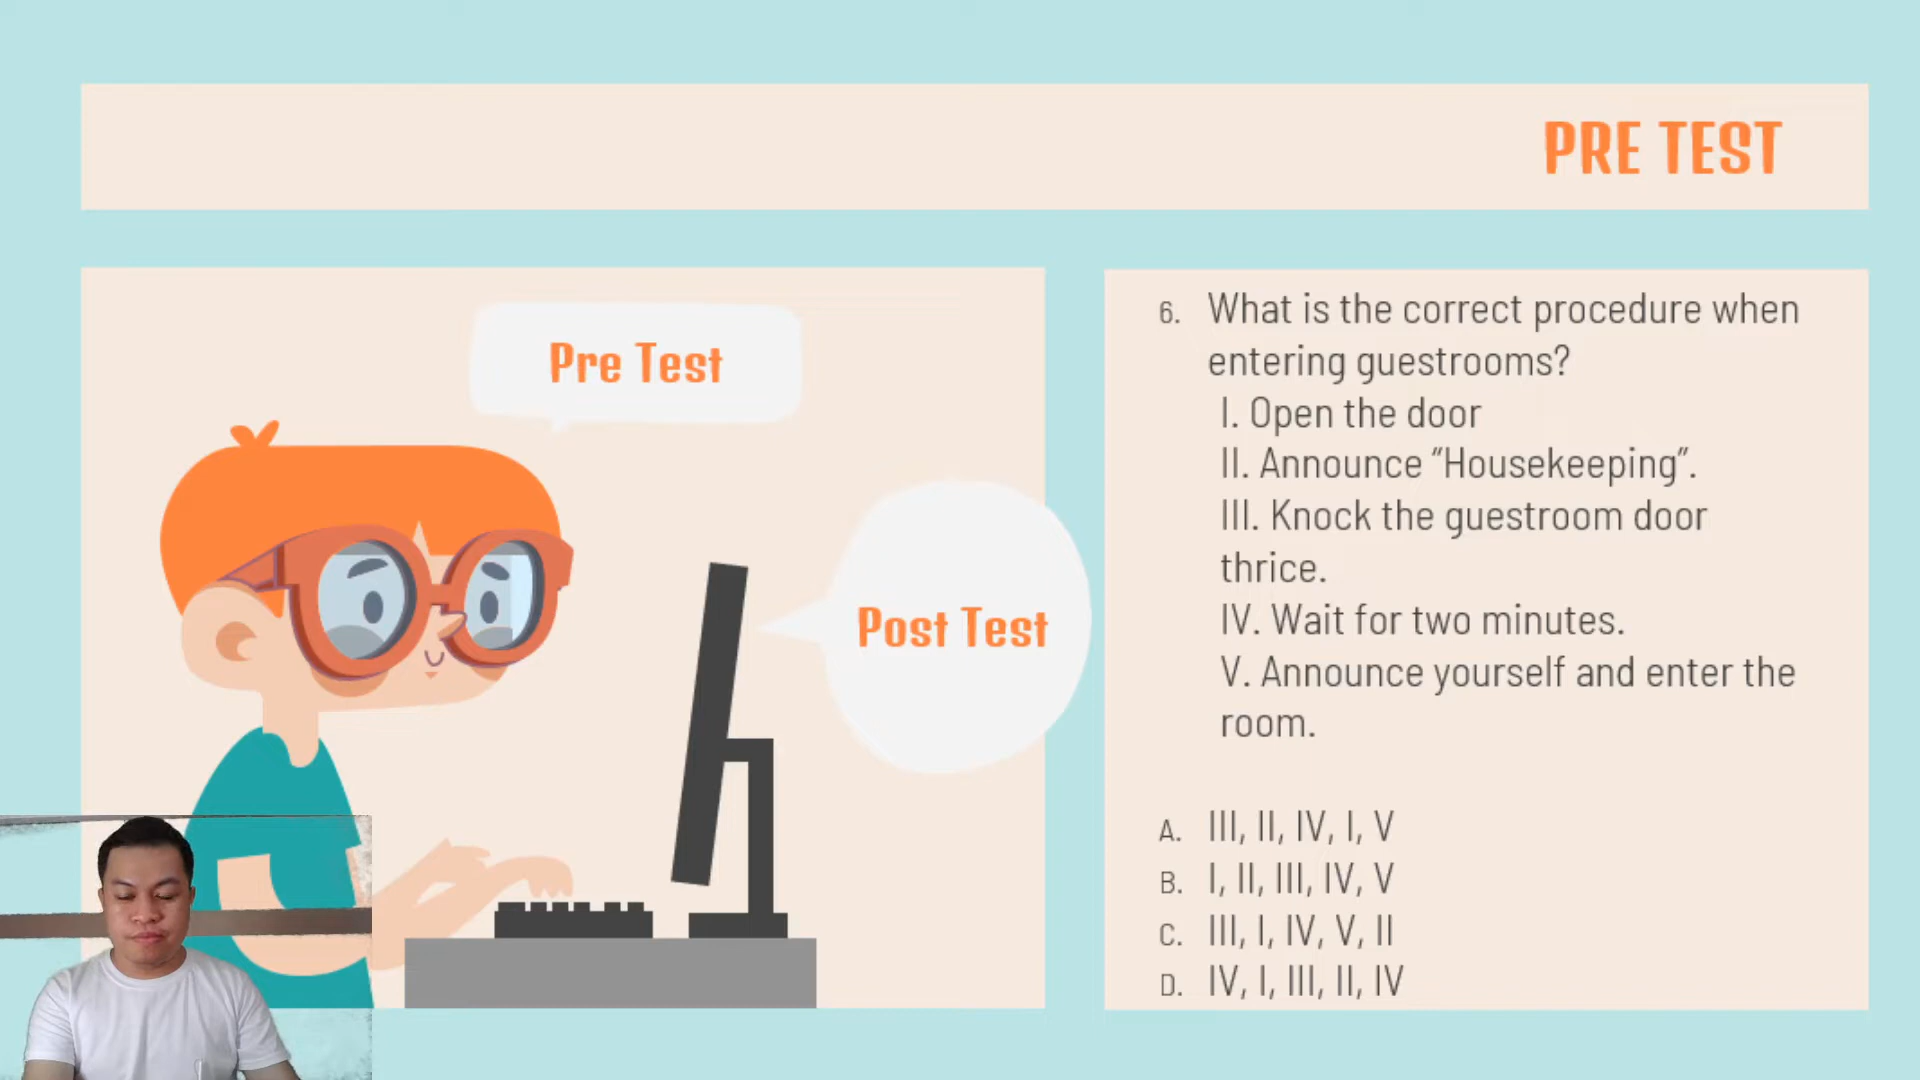 PRE TEST
Pre Test
Post Test
6. What is the correct procedure when
entering guestrooms?
I. Open the door
II. Announce “Housekeeping”.
III. Knock the guestroom door
thrice.
IV. Wait for two minutes.
V. Announce yourself and enter the
room.
A. III, II, IV, I, V
B. I, II, III, IV, V
C. III, I, IV, V, II
D. IV, I, III, II, IV